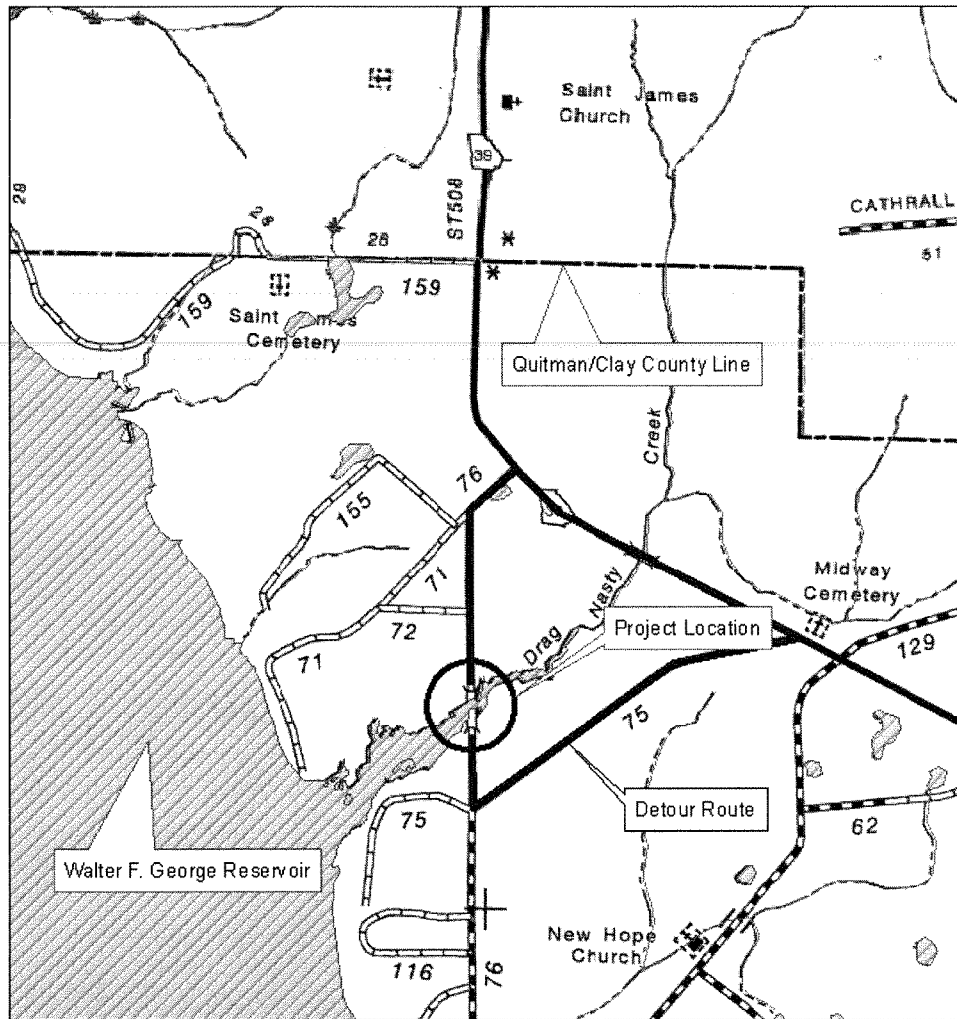 Saint James
Church
39
ST508
CATHRALL
51
29
28
28
159
159
Saint
Cemetery
Quitman/Clay County Line
Creek
76
155
71
Nasty
Drag
Midway
Cemetery
Project Location
72
71
129
75
75
Detour Route
62
Walter F. George Reservoir
New Hope
Church
116
76